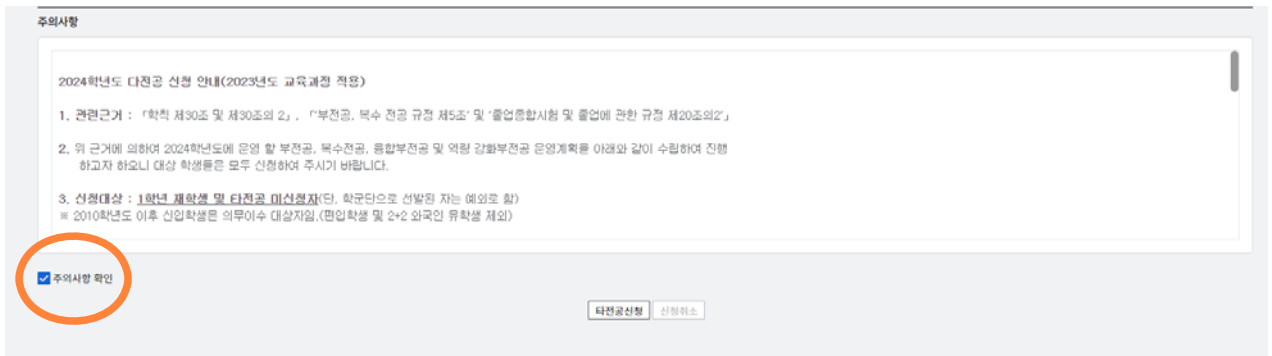 주의사항
2024학년도 다전공 신청 안내(2023년도 교육과정 적용)
1. 관련근거 : 「학칙 제30조 및 제30조의 2」, 「'부전공, 복수 전공 규정 제5조' 및 '졸업종합시험 및 졸업에 관한 규정 제20조의2'」
2. 위 근거에 의하여 2024학년도에 운영 할 부전공, 복수전공, 융합부전공 및 역량 강화부전공 운영계획을 아래와 같이 수립하여 진행
하고자 하오니 대상 학생들은 모두 신청하여 주시기 바랍니다.
3. 신청대상 : 1학년 재학생 및 타전공 미신청자(단, 학군단으로 선발된 자는 예외로 함)
※ 2010학년도 이후 신입학생은 의무이수 대상자임.(편입학생 및 2+2 외국인 유학생 제외)
주의사항 확인
타전공신청 신청취소